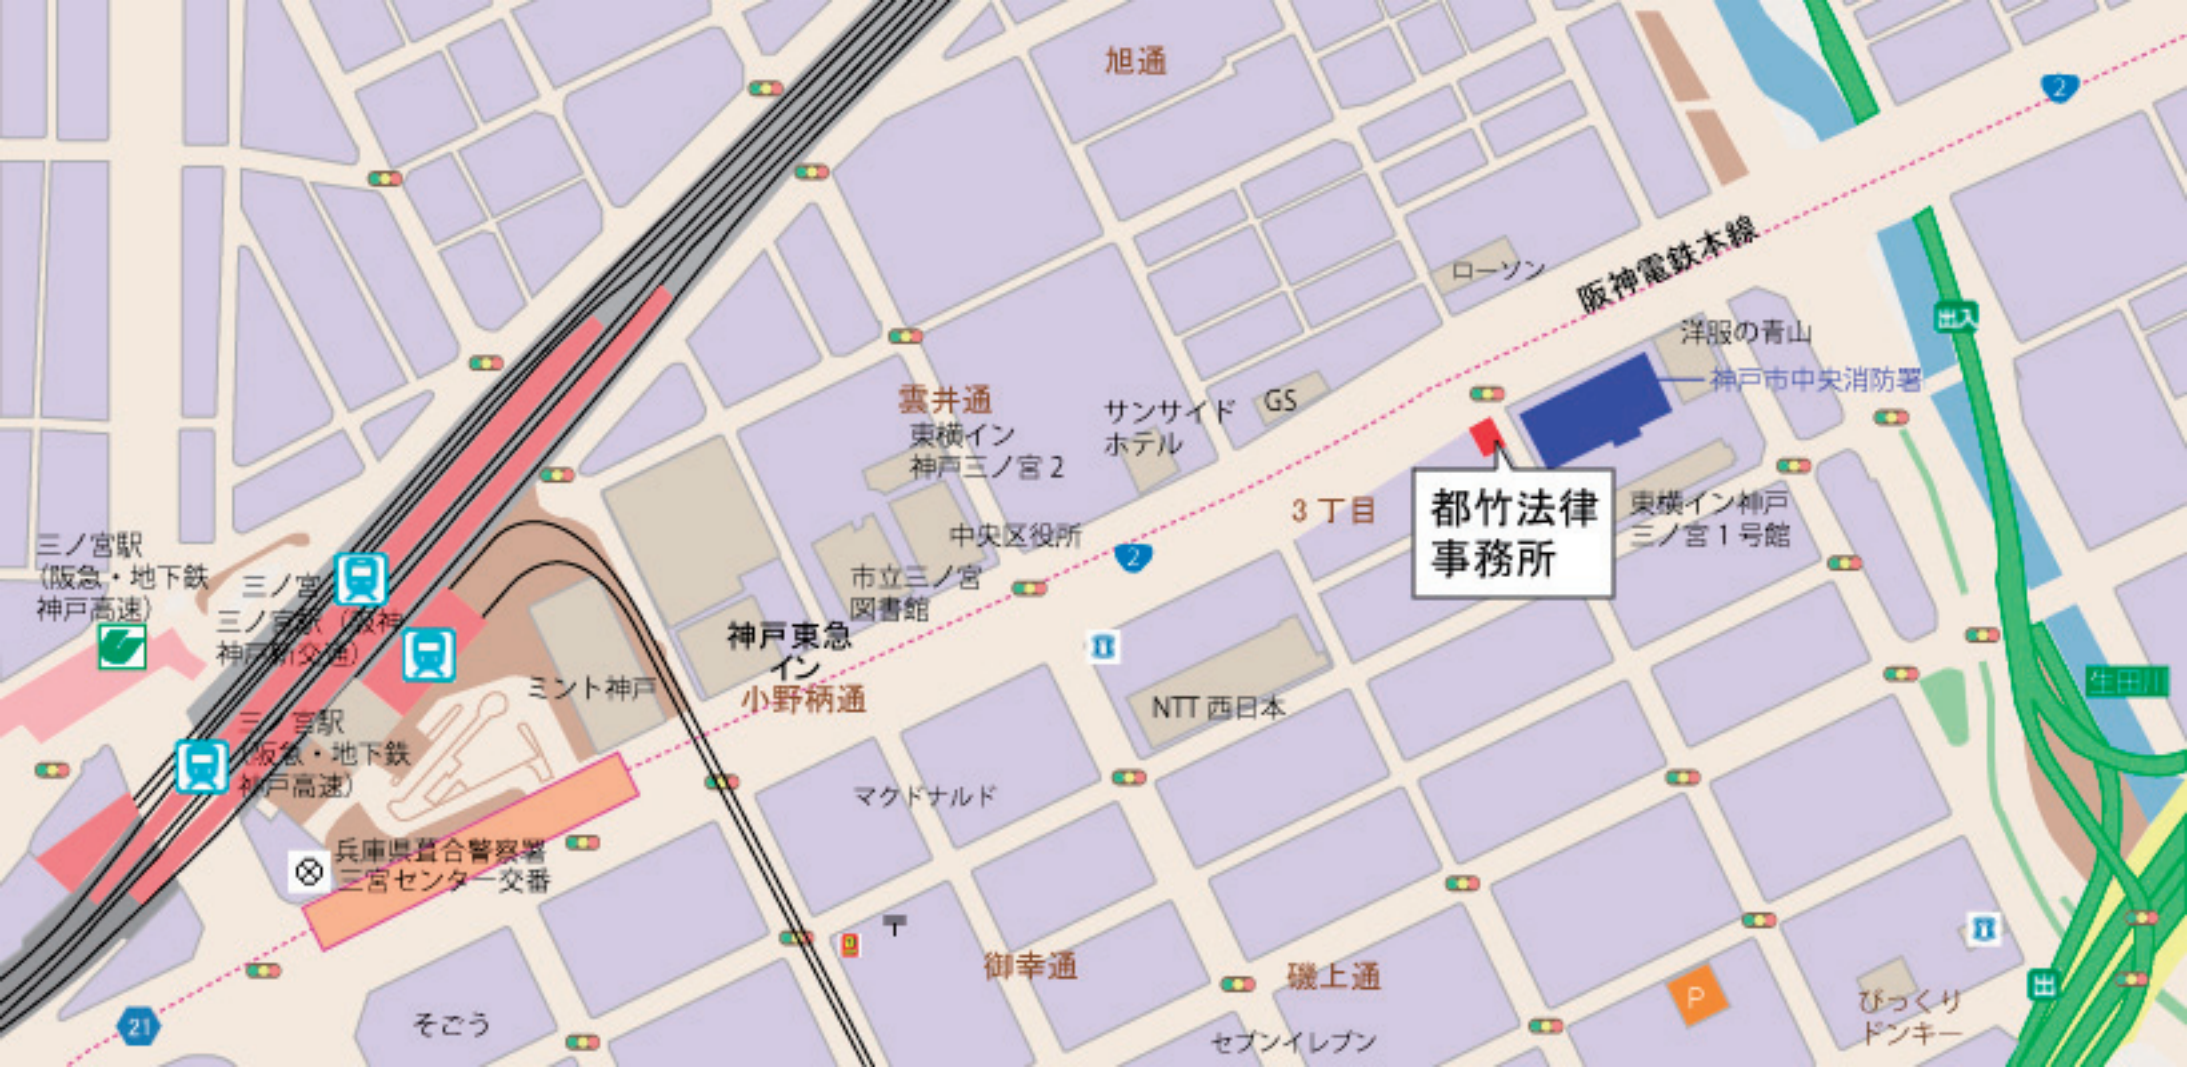 旭通
2
阪神電鉄本線
ローソン
出入
洋服の青山
神戸市中央消防署
雲井通
東横イン
神戸三ノ宮 2
サンサイド
ホテル
GS
3 丁目
都竹法律
事務所
東横イン神戸
三ノ宮 1 号館
中央区役所
2
市立三ノ宮
図書館
三ノ宮駅
（阪急・地下鉄
神戸高速）
三ノ宮
三ノ宮駅（阪神
神戸新交通）
神戸東急
イン
小野柄通
ミント神戸
NTT 西日本
生田川
三ノ宮駅
（阪急・地下鉄
神戸高速）
マクドナルド
兵庫県葺合警察署
三宮センター交番
〒
御幸通
磯上通
P
出
びっくり
ドンキー
21
そごう
セブンイレブン